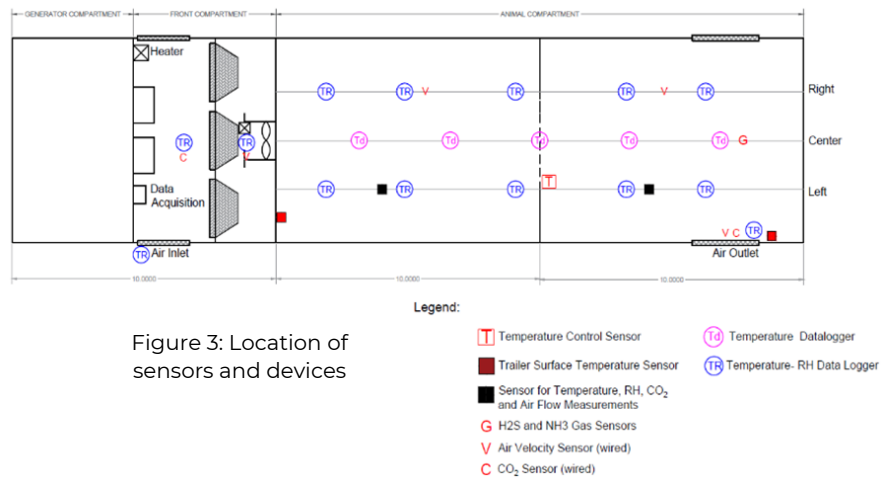 GENERATOR COMPARTMENT FRONT COMPARTMENT ANIMAL COMPARTMENT
Heater
TR TR V TR TR V TR Right
TR C TR V Td Td Td Td Td G Center
T
Data
Acquisition
TR TR TR TR TR Left
V C TR
TR Air Inlet Air Outlet
10.0000 10.0000 10.0000
Legend:
Figure 3: Location of
sensors and devices
T Temperature Control Sensor
Trailer Surface Temperature Sensor
Sensor for Temperature, RH, CO₂
and Air Flow Measurements
G H2S and NH3 Gas Sensors
V Air Velocity Sensor (wired)
C CO₂ Sensor (wired)
Td Temperature Datalogger
TR Temperature- RH Data Logger